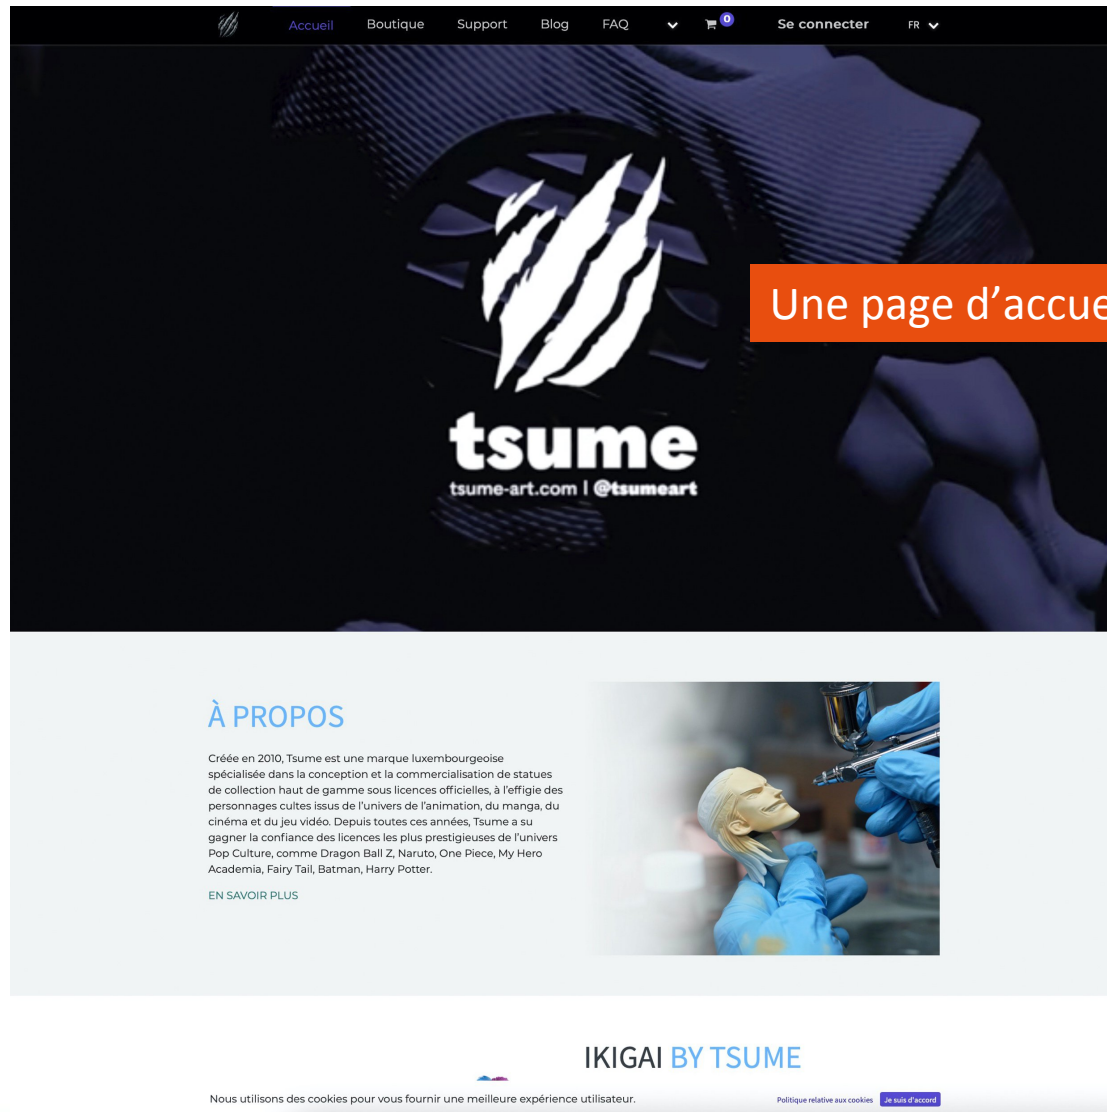 Accueil Boutique Support Blog FAQ 0 Se connecter FR
Une page d’accue
tsume
tsume-art.com | @tsumeart
À PROPOS
Créée en 2010, Tsume est une marque luxembourgeoise
spécialisée dans la conception et la commercialisation de statues
de collection haut de gamme sous licences officielles, à l’effigie des
personnages cultes issus de l’univers de l’animation, du manga, du
cinéma et du jeu vidéo. Depuis toutes ces années, Tsume a su
gagner la confiance des licences les plus prestigieuses de l’univers
Pop Culture, comme Dragon Ball Z, Naruto, One Piece, My Hero
Academia, Fairy Tail, Batman, Harry Potter.
EN SAVOIR PLUS
IKIGAI BY TSUME
Nous utilisons des cookies pour vous fournir une meilleure expérience utilisateur. Politique relative aux cookies Je suis d'accord